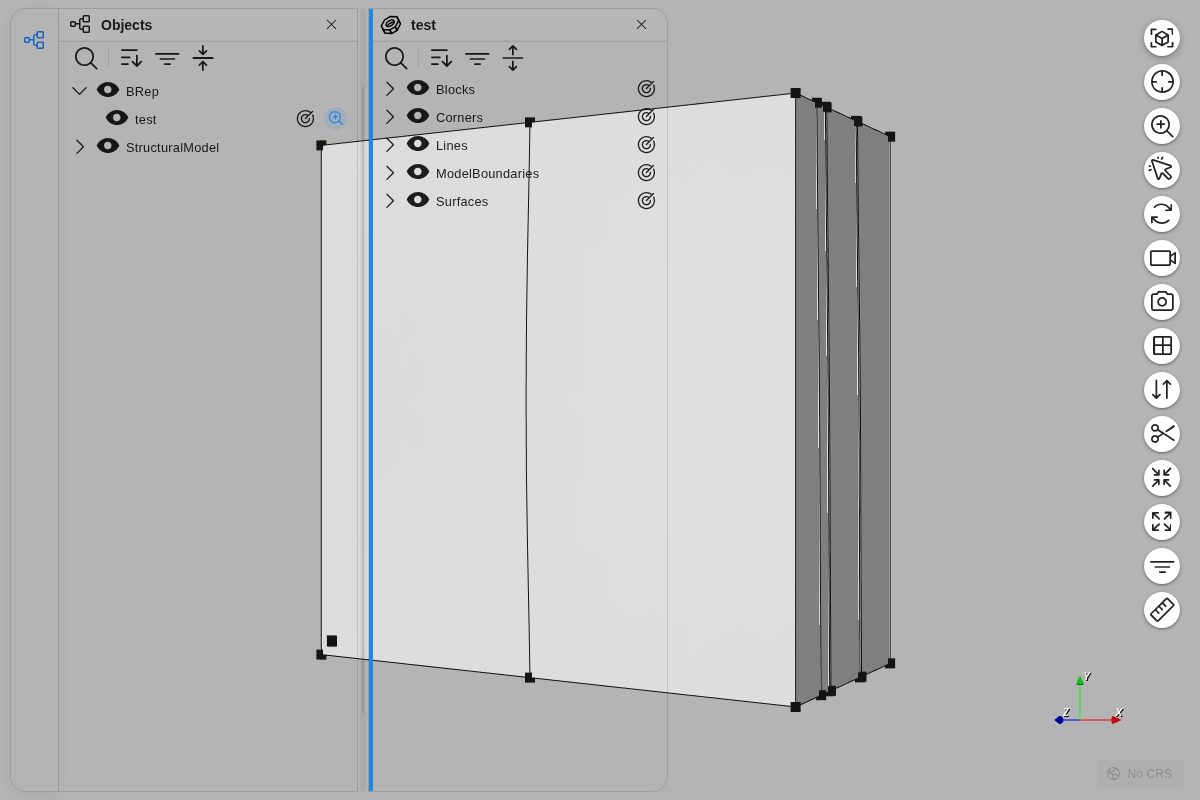 Objects
BRep
test
StructuralModel
test
Blocks
Corners
Lines
ModelBoundaries
Surfaces
Y
Z
X
No CRS